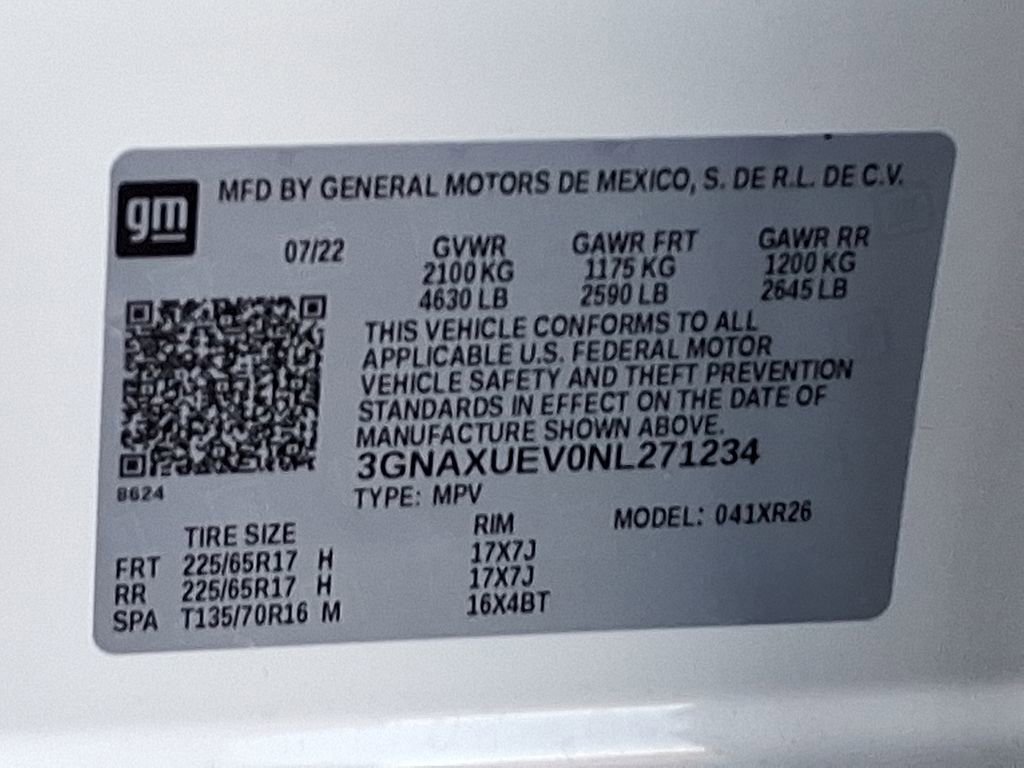 gm
MFD BY GENERAL MOTORS DE MEXICO, S. DE R.L. DE C.V.
07/22 GVWR GAWR FRT GAWR RR
2100 KG 1175 KG 1200 KG
4630 LB 2590 LB 2645 LB
THIS VEHICLE CONFORMS TO ALL
APPLICABLE U.S. FEDERAL MOTOR
VEHICLE SAFETY AND THEFT PREVENTION
STANDARDS IN EFFECT ON THE DATE OF
MANUFACTURE SHOWN ABOVE.
3GNAXUEV0NL271234
8624
TYPE: MPV
MODEL: 041XR26
TIRE SIZE RIM
FRT 225/65R17 H 17X7J
RR 225/65R17 H 17X7J
SPA T135/70R16 M 16X4BT